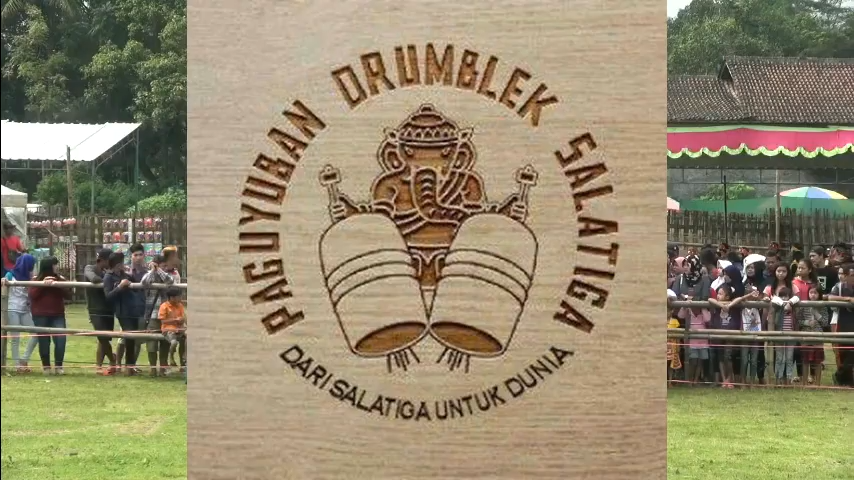 PAGUYUBAN DRUMBLEK SALATIGA
DARI SALATIGA UNTUK DUNIA